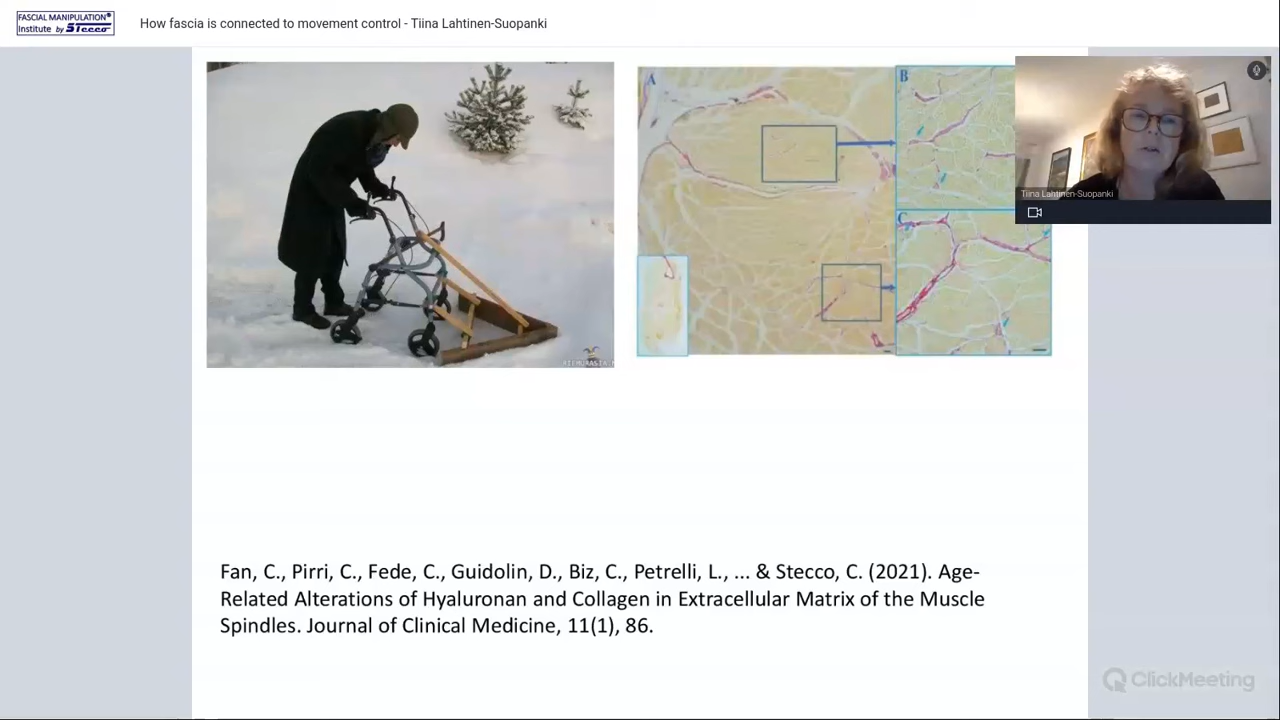 FASCIAL MANIPULATION®
Institute by Stecco
How fascia is connected to movement control - Tiina Lahtinen-Suopanki
A
B
C
Tiina Lahtinen-Suopanki
Fan, C., Pirri, C., Fede, C., Guidolin, D., Biz, C., Petrelli, L., ... & Stecco, C. (2021). Age-
Related Alterations of Hyaluronan and Collagen in Extracellular Matrix of the Muscle
Spindles. Journal of Clinical Medicine, 11(1), 86.
ClickMeeting